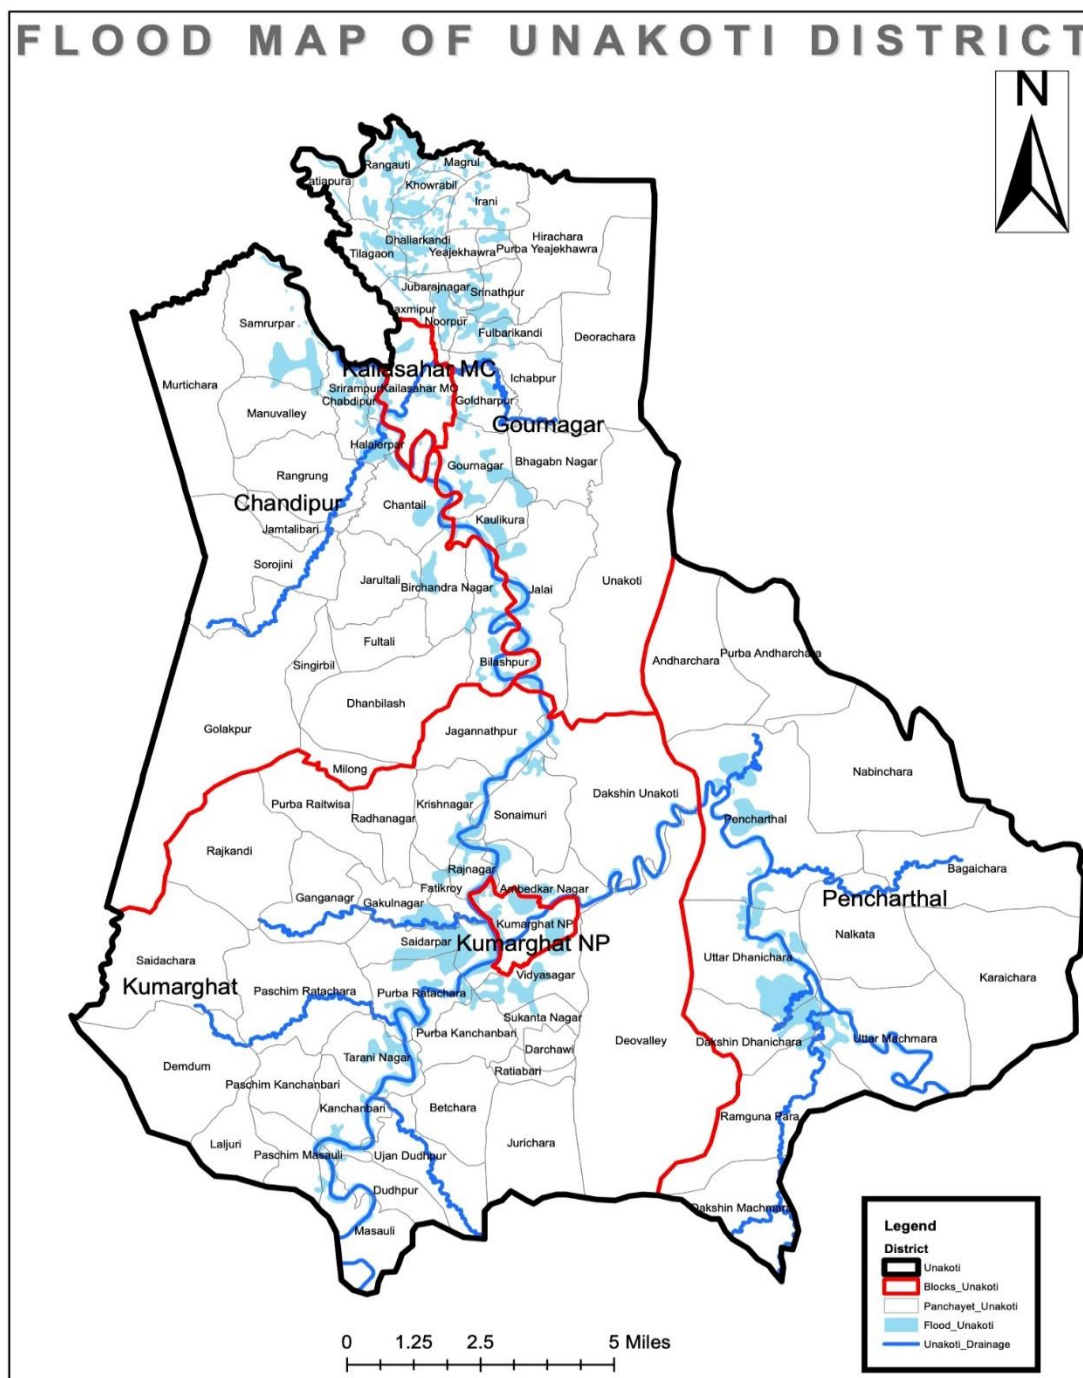 FLOOD MAP OF UNAKOTI DISTRICT
N
Rangauti
Magrul
Khowrabil
Irani
Hirachara
Dhaliarkandi
Tilagaon
Yeajekhawra
Purba Yeajekhawra
Jubarajnagar
Srinathpur
Noorpur
Samrurpar
Fulbarikandi
Deorachara
Kailasahar MC
Murtichara
Srirampur
Kailasahar MC
Ichabpur
Chabdipur
Goldharpur
Manuvalley
Gournagar
Halalerpar
Gournagar
Bhagabn Nagar
Rangrung
Chandipur
Chantail
Kaulikura
Jamtalibari
Sorojini
Jarultali
Birchandra Nagar
Jalai
Unakoti
Fultali
Singirbil
Bilashpur
Andharchara
Purba Andharchara
Dhanbilash
Golakpur
Jagannathpur
Milong
Nabinchara
Purba Raitwisa
Krishnagar
Dakshin Unakoti
Radhanagar
Sonaimuri
Pencharthal
Rajkandi
Rajnagar
Bagaichara
Fatikroy
Ambedkar Nagar
Ganganagr
Gakulnagar
Pencharthal
Kumarghat NP
Saidarpar
Kumarghat NP
Nalkata
Saidachara
Uttar Dhanichara
Vidyasagar
Karaichara
Kumarghat
Paschim Ratachara
Purba Ratachara
Sukanta Nagar
Purba Kanchanbari
Deovalley
Uttar Machmara
Darchawi
Dakshin Dhanichara
Tarani Nagar
Demdum
Ratiabari
Paschim Kanchanbari
Kanchanbari
Betchara
Ramguna Para
Laljuri
Jurichara
Paschim Masauli
Ujan Dudhpur
Dudhpur
Dakshin Machmara
Masauli
Legend
District
Unakoti
Blocks_Unakoti
Panchayet_Unakoti
Flood_Unakoti
Unakoti_Drainage
0 1.25 2.5 5 Miles